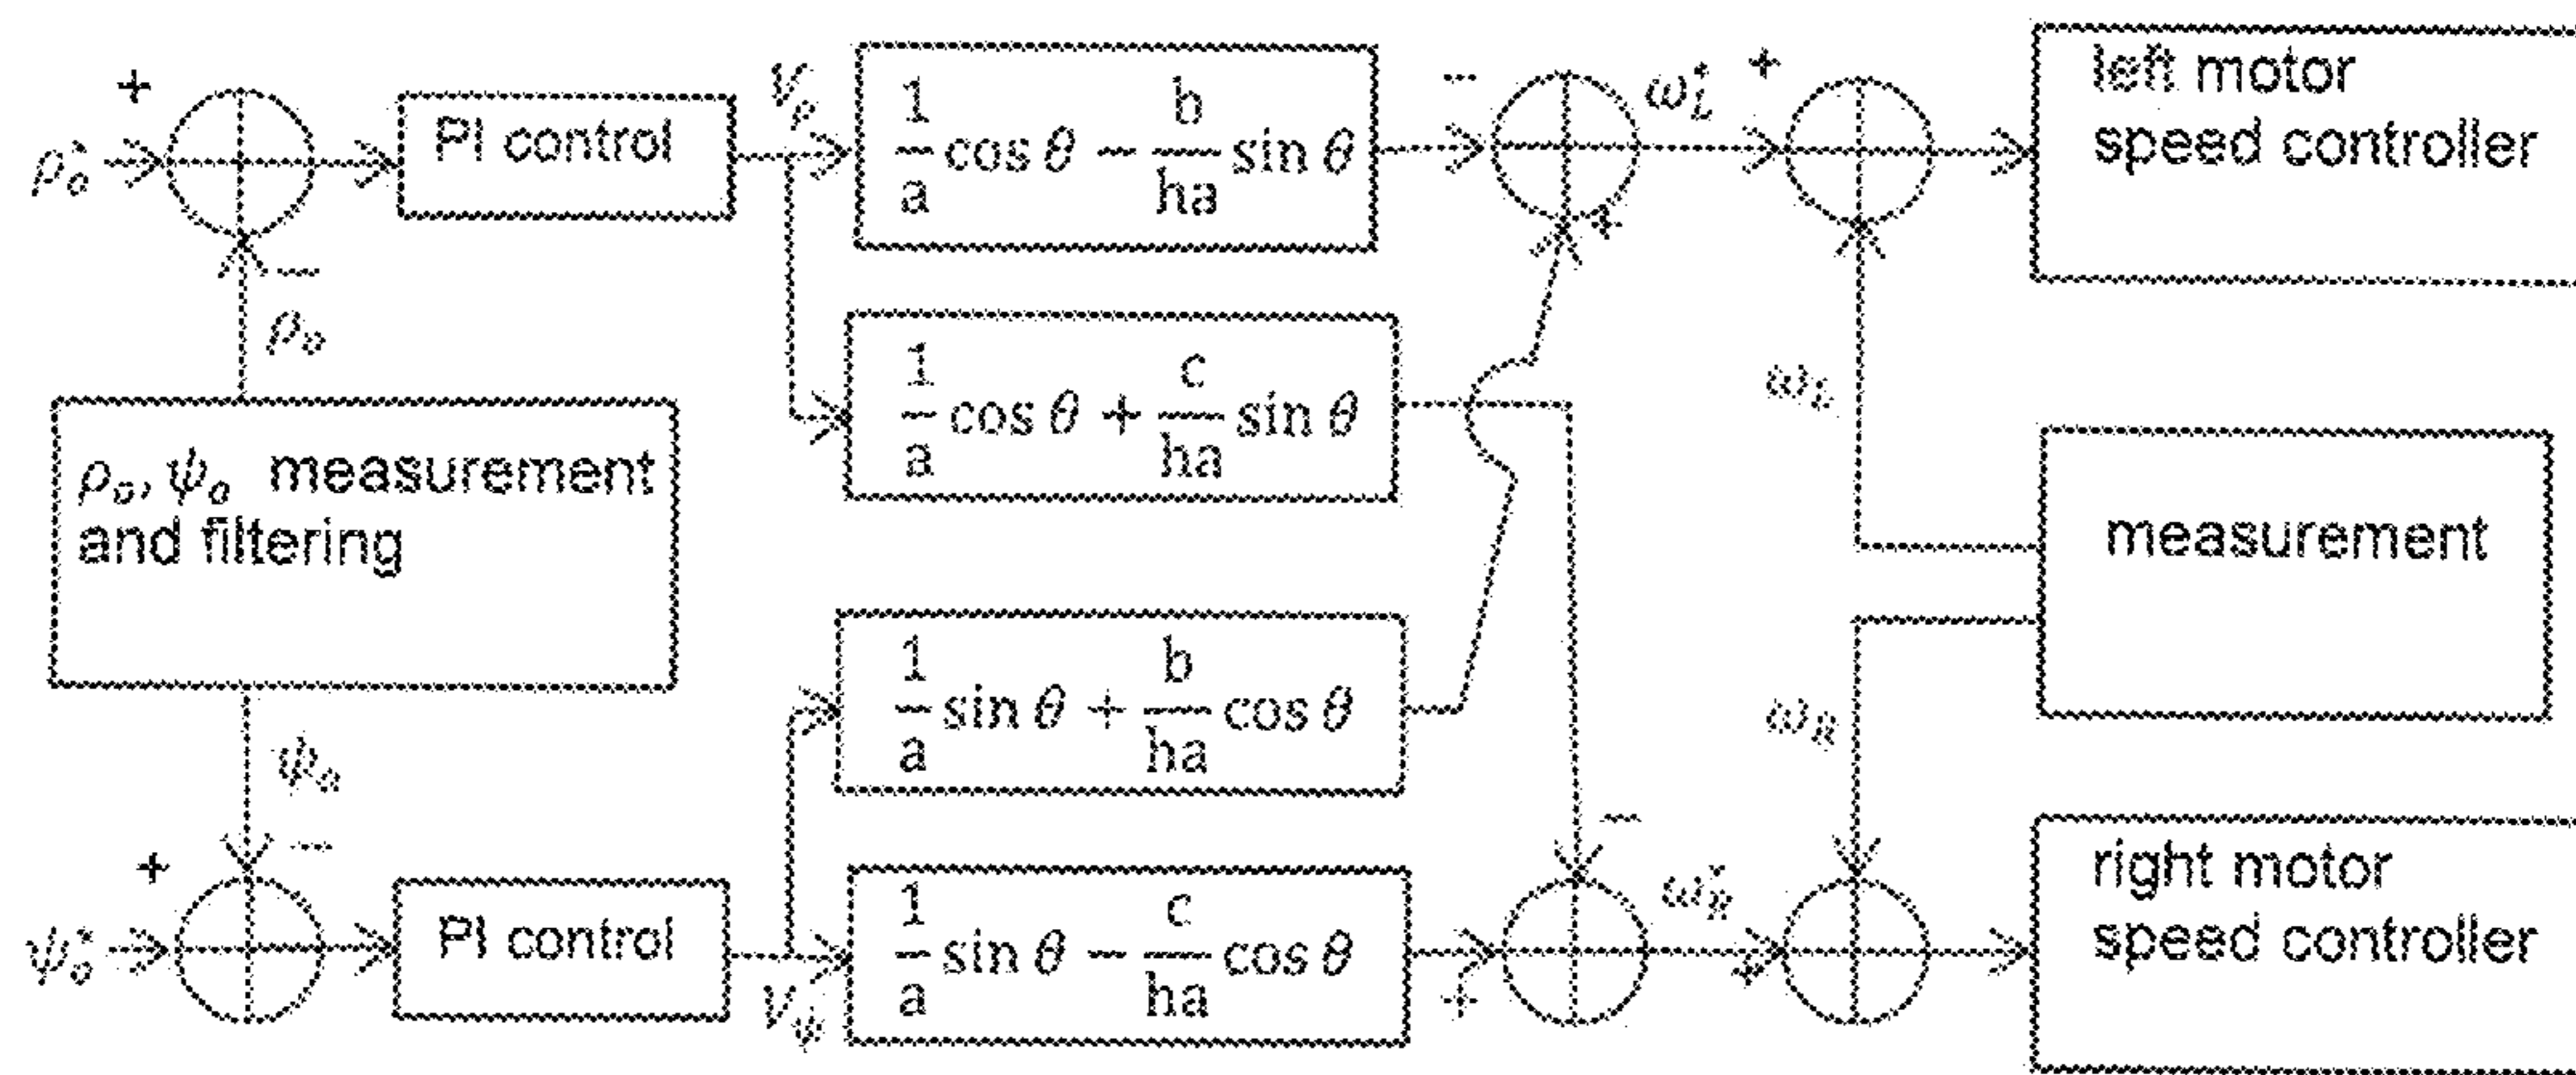 +
ρ₀*
PI control
V_ρ
1/a cos θ − b/ha sin θ
−
+
ω_L*
+
left motor
speed controller
−
ρ₀
1/a cos θ + c/ha sin θ
ω_L
ρ₀, ψ₀ measurement
and filtering
measurement
1/a sin θ + b/ha cos θ
ω_R
ψ₀
−
+
ψ₀*
PI control
V_ψ
1/a sin θ − c/ha cos θ
−
+
ω_R*
+
right motor
speed controller